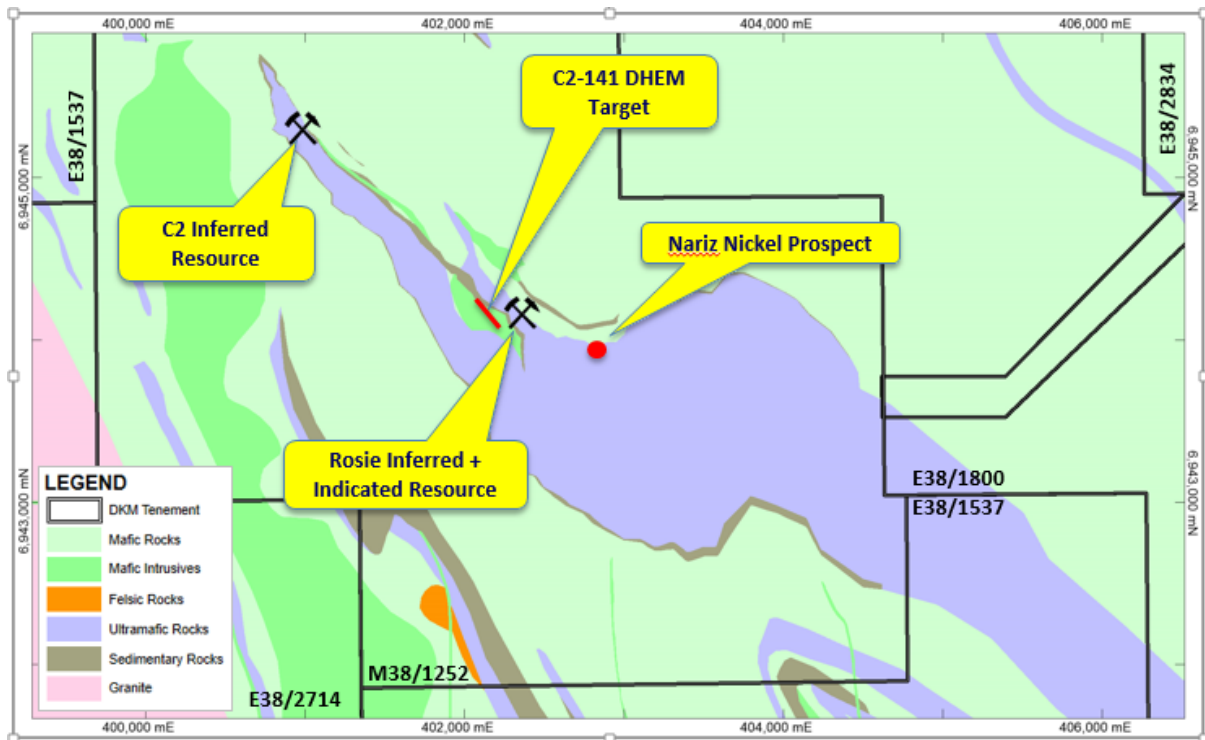 400,000 mE
402,000 mE
404,000 mE
406,000 mE
E38/1537
E38/2834
C2-141 DHEM
Target
6,945,000 mN
6,945,000 mN
C2 Inferred
Resource
Nariz Nickel Prospect
Rosie Inferred +
Indicated Resource
E38/1800
E38/1537
6,943,000 mN
6,943,000 mN
LEGEND
DKM Tenement
Mafic Rocks
Mafic Intrusives
Felsic Rocks
Ultramafic Rocks
Sedimentary Rocks
Granite
M38/1252
E38/2714
400,000 mE
402,000 mE
404,000 mE
406,000 mE